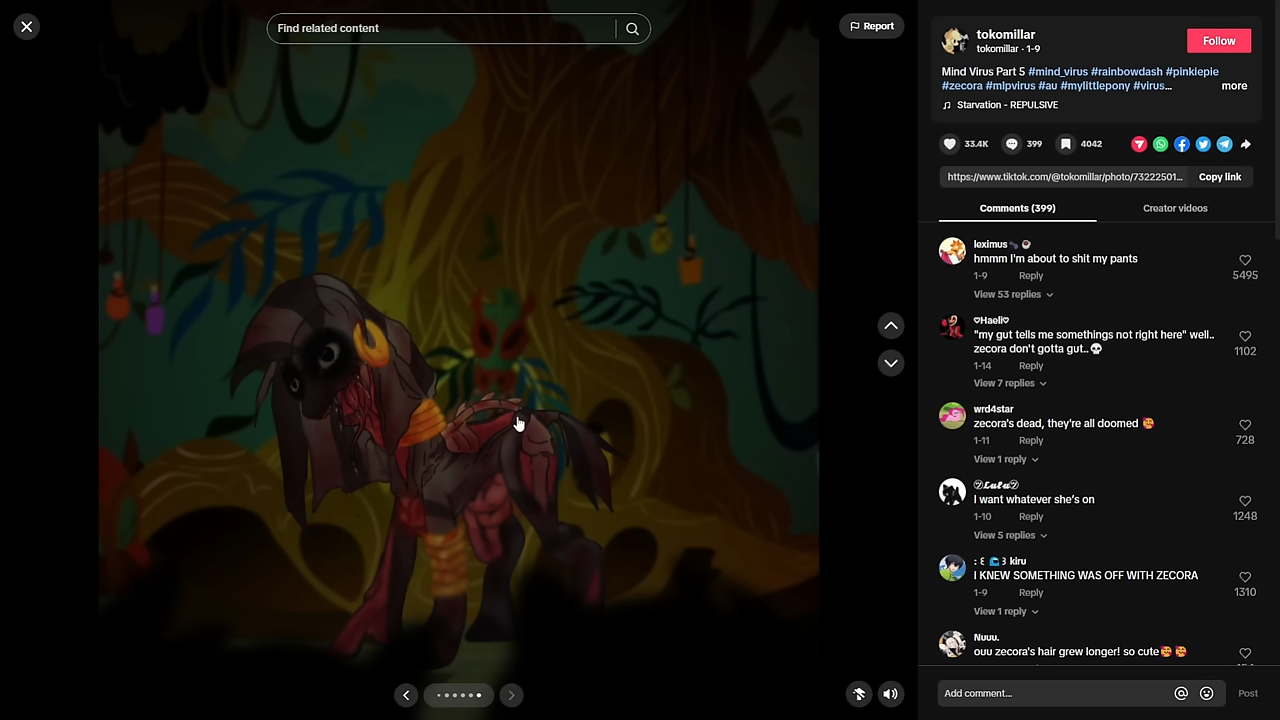 Find related content
Report
tokomillar
tokomillar · 1-9
Follow
Mind Virus Part 5 #mind_virus #rainbowdash #pinkiepie
#zecora #mlpvirus #au #mylittlepony #virus...
more
Starvation - REPULSIVE
33.4K
399
4042
https://www.tiktok.com/@tokomillar/photo/73222501...
Copy link
Comments (399)
Creator videos
leximus
hmmm I'm about to shit my pants
1-9 Reply
5495
View 53 replies
♡Haeli♡
"my gut tells me somethings not right here" well..
zecora don't gotta gut..💀
1102
1-14 Reply
View 7 replies
wrd4star
zecora's dead, they're all doomed 🥰
728
1-11 Reply
View 1 reply
I want whatever she's on
1248
1-10 Reply
View 5 replies
: ꒰ 🌊 ꒱ kiru
I KNEW SOMETHING WAS OFF WITH ZECORA
1310
1-9 Reply
View 1 reply
Nuuu.
ouu zecora's hair grew longer! so cute🥰🥰
Add comment...
Post